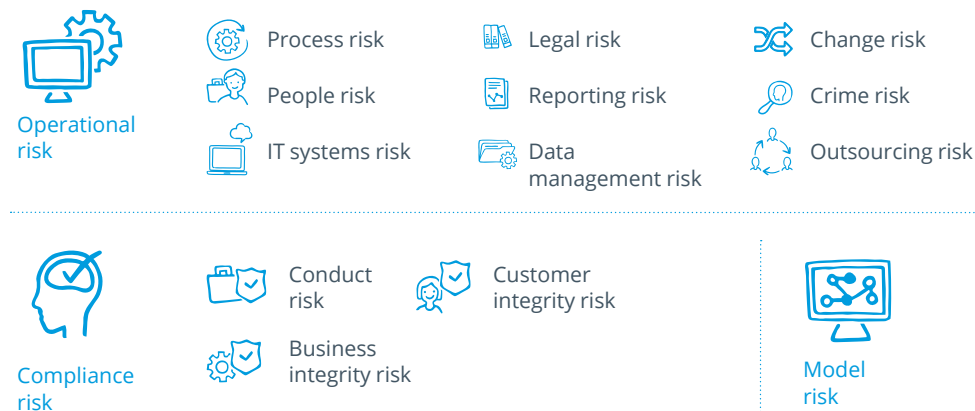 Operational
risk
Process risk
People risk
IT systems risk
Legal risk
Reporting risk
Data
management risk
Change risk
Crime risk
Outsourcing risk
Compliance
risk
Conduct
risk
Business
integrity risk
Customer
integrity risk
Model
risk